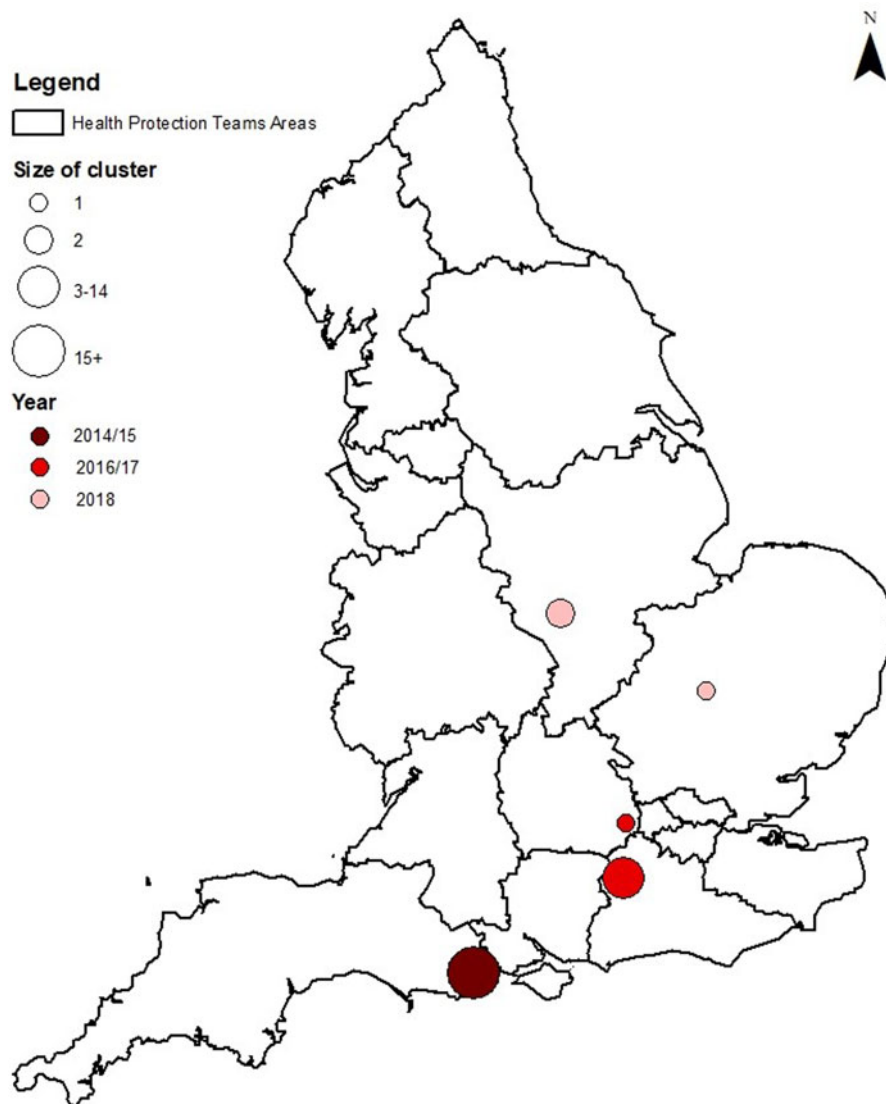 N
Legend
Health Protection Teams Areas
Size of cluster
1
2
3-14
15+
Year
2014/15
2016/17
2018